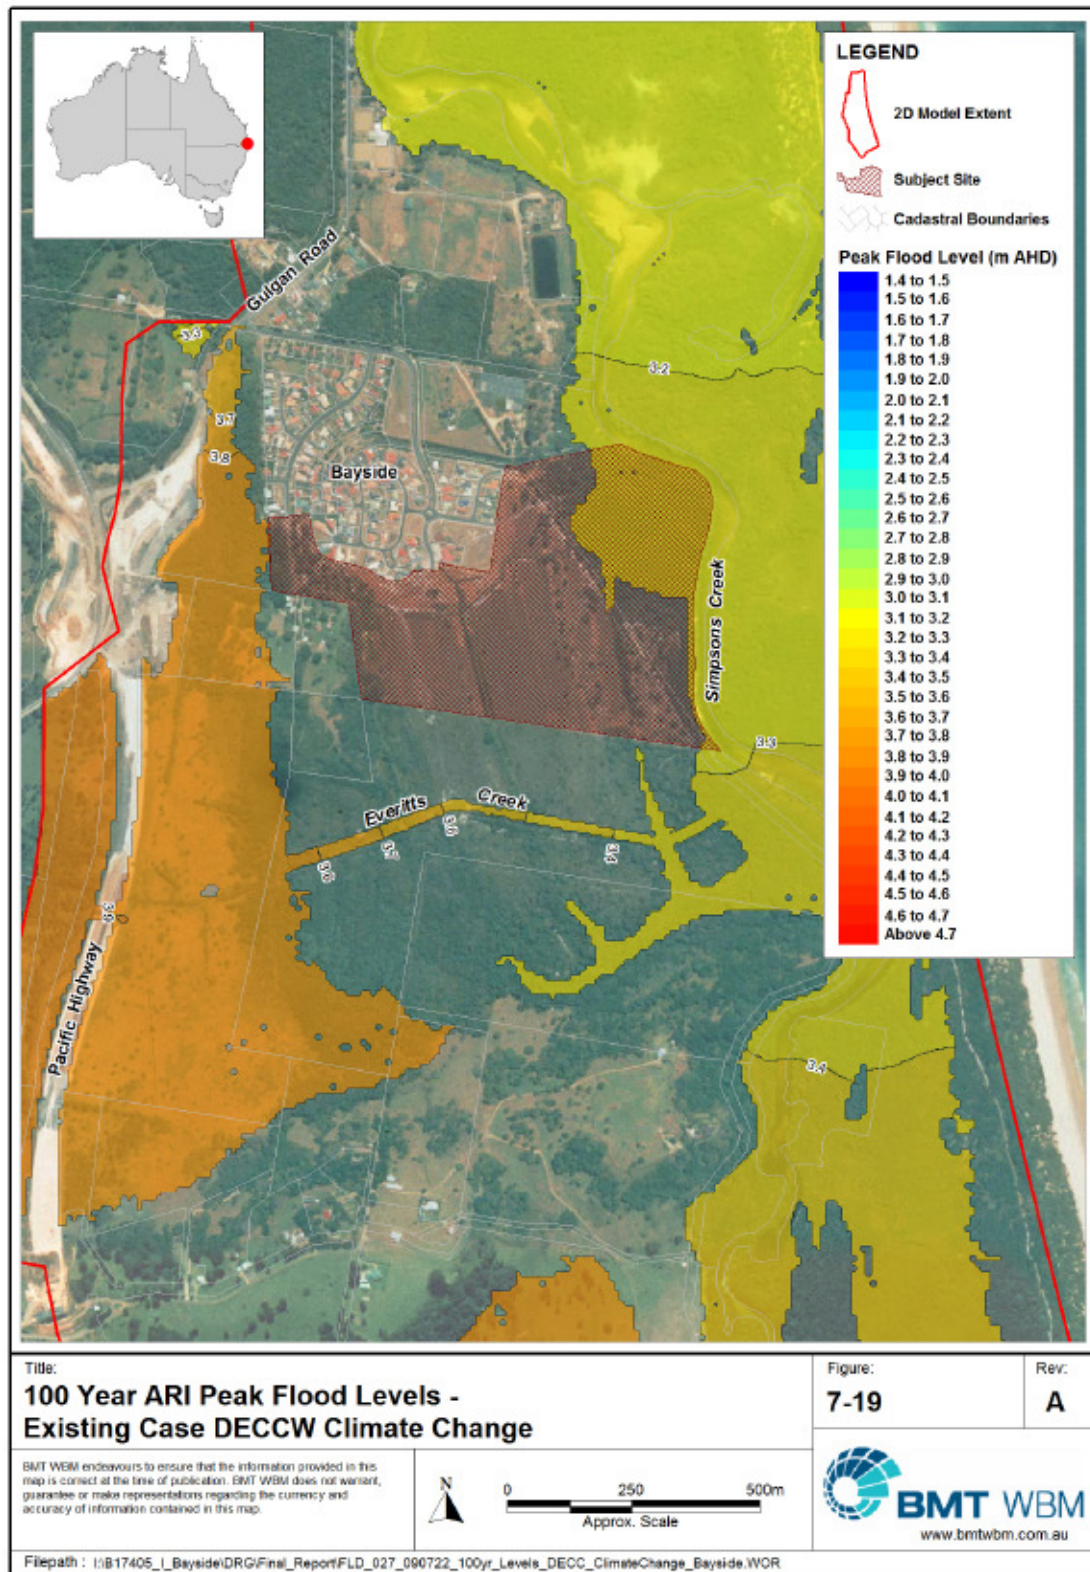 LEGEND
2D Model Extent
Subject Site
Cadastral Boundaries
Peak Flood Level (m AHD)
1.4 to 1.5
1.5 to 1.6
1.6 to 1.7
1.7 to 1.8
1.8 to 1.9
1.9 to 2.0
2.0 to 2.1
2.1 to 2.2
2.2 to 2.3
2.3 to 2.4
2.4 to 2.5
2.5 to 2.6
2.6 to 2.7
2.7 to 2.8
2.8 to 2.9
2.9 to 3.0
3.0 to 3.1
3.1 to 3.2
3.2 to 3.3
3.3 to 3.4
3.4 to 3.5
3.5 to 3.6
3.6 to 3.7
3.7 to 3.8
3.8 to 3.9
3.9 to 4.0
4.0 to 4.1
4.1 to 4.2
4.2 to 4.3
4.3 to 4.4
4.4 to 4.5
4.5 to 4.6
4.6 to 4.7
Above 4.7
Gulgan Road
3.3
3.2
3.7
3.8
Bayside
Simpsons Creek
3.3
Everitts Creek
3.4
3.9
Pacific Highway
3.4
Title:
100 Year ARI Peak Flood Levels -
Existing Case DECCW Climate Change
Figure:
7-19
Rev:
A
BMT WBM endeavours to ensure that the information provided in this
map is correct at the time of publication. BMT WBM does not warrant,
guarantee or make representations regarding the currency and
accuracy of information contained in this map.
N
0 250 500m
Approx. Scale
BMT WBM
www.bmtwbm.com.au
Filepath : I:\B17405_I_Bayside\DRG\Final_Report\FLD_027_090722_100yr_Levels_DECC_ClimateChange_Bayside.WOR